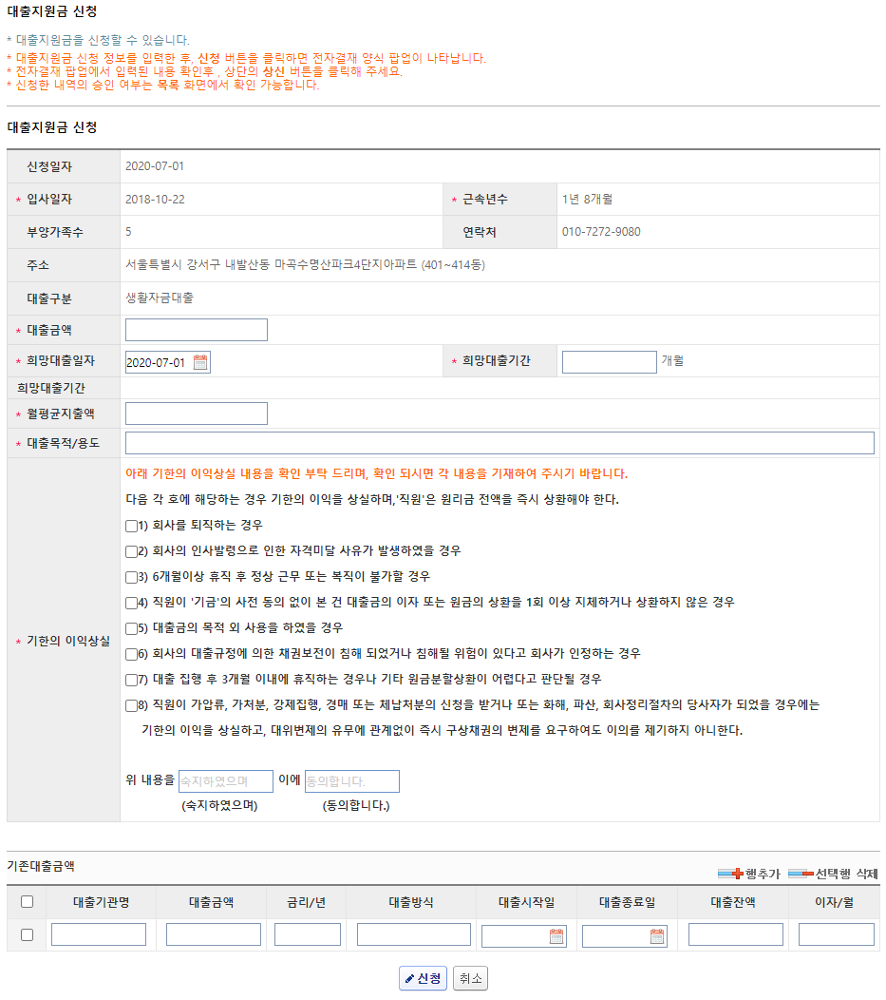 대출지원금 신청
* 대출지원금을 신청할 수 있습니다.
* 대출지원금 신청 정보를 입력한 후, 신청 버튼을 클릭하면 전자결재 양식 팝업이 나타납니다.
* 전자결재 팝업에서 입력된 내용 확인후 , 상단의 상신 버튼을 클릭해 주세요.
* 신청한 내역의 승인 여부는 목록 화면에서 확인 가능합니다.
대출지원금 신청
신청일자 2020-07-01
* 입사일자 2018-10-22 * 근속년수 1년 8개월
부양가족수 5 연락처 010-7272-9080
주소 서울특별시 강서구 내발산동 마곡수명산파크4단지아파트 (401~414동)
대출구분 생활자금대출
* 대출금액
* 희망대출일자 2020-07-01 * 희망대출기간 개월
희망대출기간
* 월평균지출액
* 대출목적/용도
아래 기한의 이익상실 내용을 확인 부탁 드리며, 확인 되시면 각 내용을 기재하여 주시기 바랍니다.
다음 각 호에 해당하는 경우 기한의 이익을 상실하며,'직원'은 원리금 전액을 즉시 상환해야 한다.
1) 회사를 퇴직하는 경우
2) 회사의 인사발령으로 인한 자격미달 사유가 발생하였을 경우
3) 6개월이상 휴직 후 정상 근무 또는 복직이 불가할 경우
4) 직원이 '기금'의 사전 동의 없이 본 건 대출금의 이자 또는 원금의 상환을 1회 이상 지체하거나 상환하지 않은 경우
5) 대출금의 목적 외 사용을 하였을 경우
* 기한의 이익상실
6) 회사의 대출규정에 의한 채권보전이 침해 되었거나 침해될 위험이 있다고 회사가 인정하는 경우
7) 대출 집행 후 3개월 이내에 휴직하는 경우나 기타 원금분할상환이 어렵다고 판단될 경우
8) 직원이 가압류, 가처분, 강제집행, 경매 또는 체납처분의 신청을 받거나 또는 화해, 파산, 회사정리절차의 당사자가 되었을 경우에는
기한의 이익을 상실하고, 대위변제의 유무에 관계없이 즉시 구상채권의 변제를 요구하여도 이의를 제기하지 아니한다.
위 내용을 숙지하였으며 이에 동의합니다.
(숙지하였으며) (동의합니다.)
기존대출금액
행추가 선택행 삭제
대출기관명 대출금액 금리/년 대출방식 대출시작일 대출종료일 대출잔액 이자/월
신청 취소